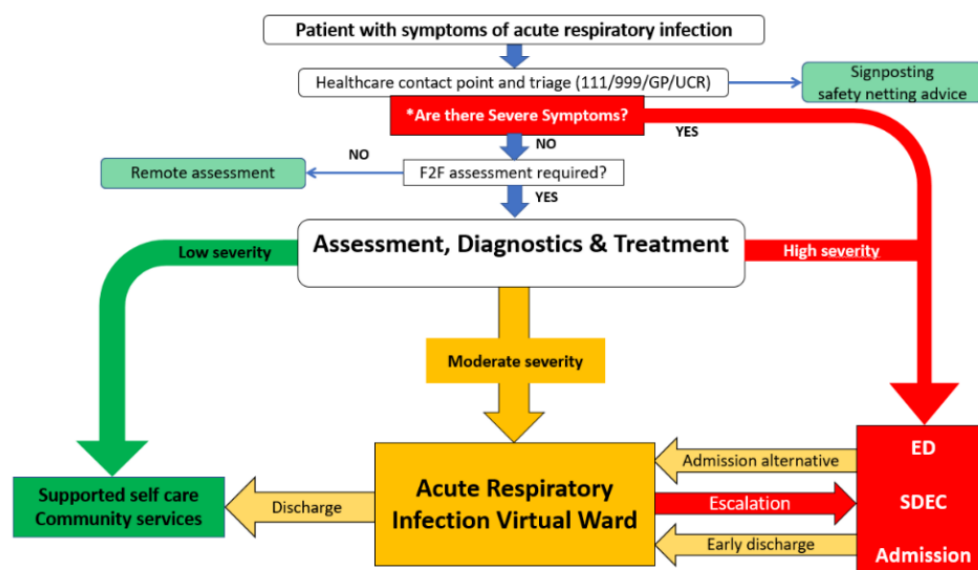 Patient with symptoms of acute respiratory infection
Healthcare contact point and triage (111/999/GP/UCR)
Signposting
safety netting advice
*Are there Severe Symptoms?
YES
NO
NO
Remote assessment
F2F assessment required?
YES
Assessment, Diagnostics & Treatment
Low severity
High severity
Moderate severity
ED
Admission alternative
Acute Respiratory
Infection Virtual Ward
Supported self care
Community services
Discharge
Escalation
SDEC
Early discharge
Admission